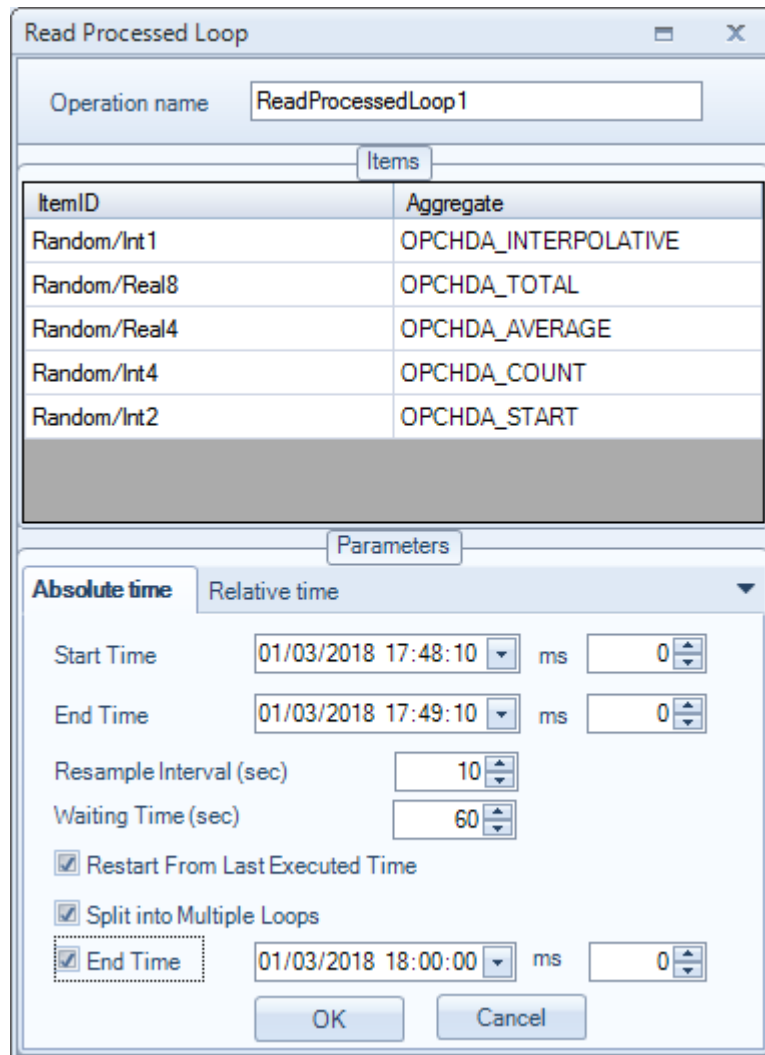 Read Processed Loop
Operation name ReadProcessedLoop1
Items
ItemID Aggregate
Random/Int1 OPCHDA_INTERPOLATIVE
Random/Real8 OPCHDA_TOTAL
Random/Real4 OPCHDA_AVERAGE
Random/Int4 OPCHDA_COUNT
Random/Int2 OPCHDA_START
Parameters
Absolute time Relative time
Start Time 01/03/2018 17:48:10 ms 0
End Time 01/03/2018 17:49:10 ms 0
Resample Interval (sec) 10
Waiting Time (sec) 60
Restart From Last Executed Time
Split into Multiple Loops
End Time 01/03/2018 18:00:00 ms 0
OK Cancel